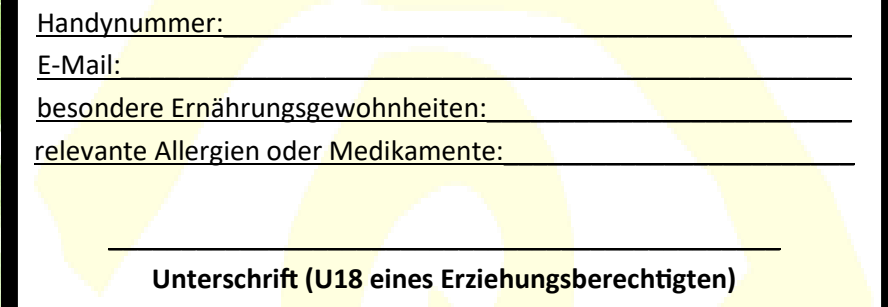 Handynummer:
E-Mail:
besondere Ernährungsgewohnheiten:
relevante Allergien oder Medikamente:
Unterschrift (U18 eines Erziehungsberechtigten)